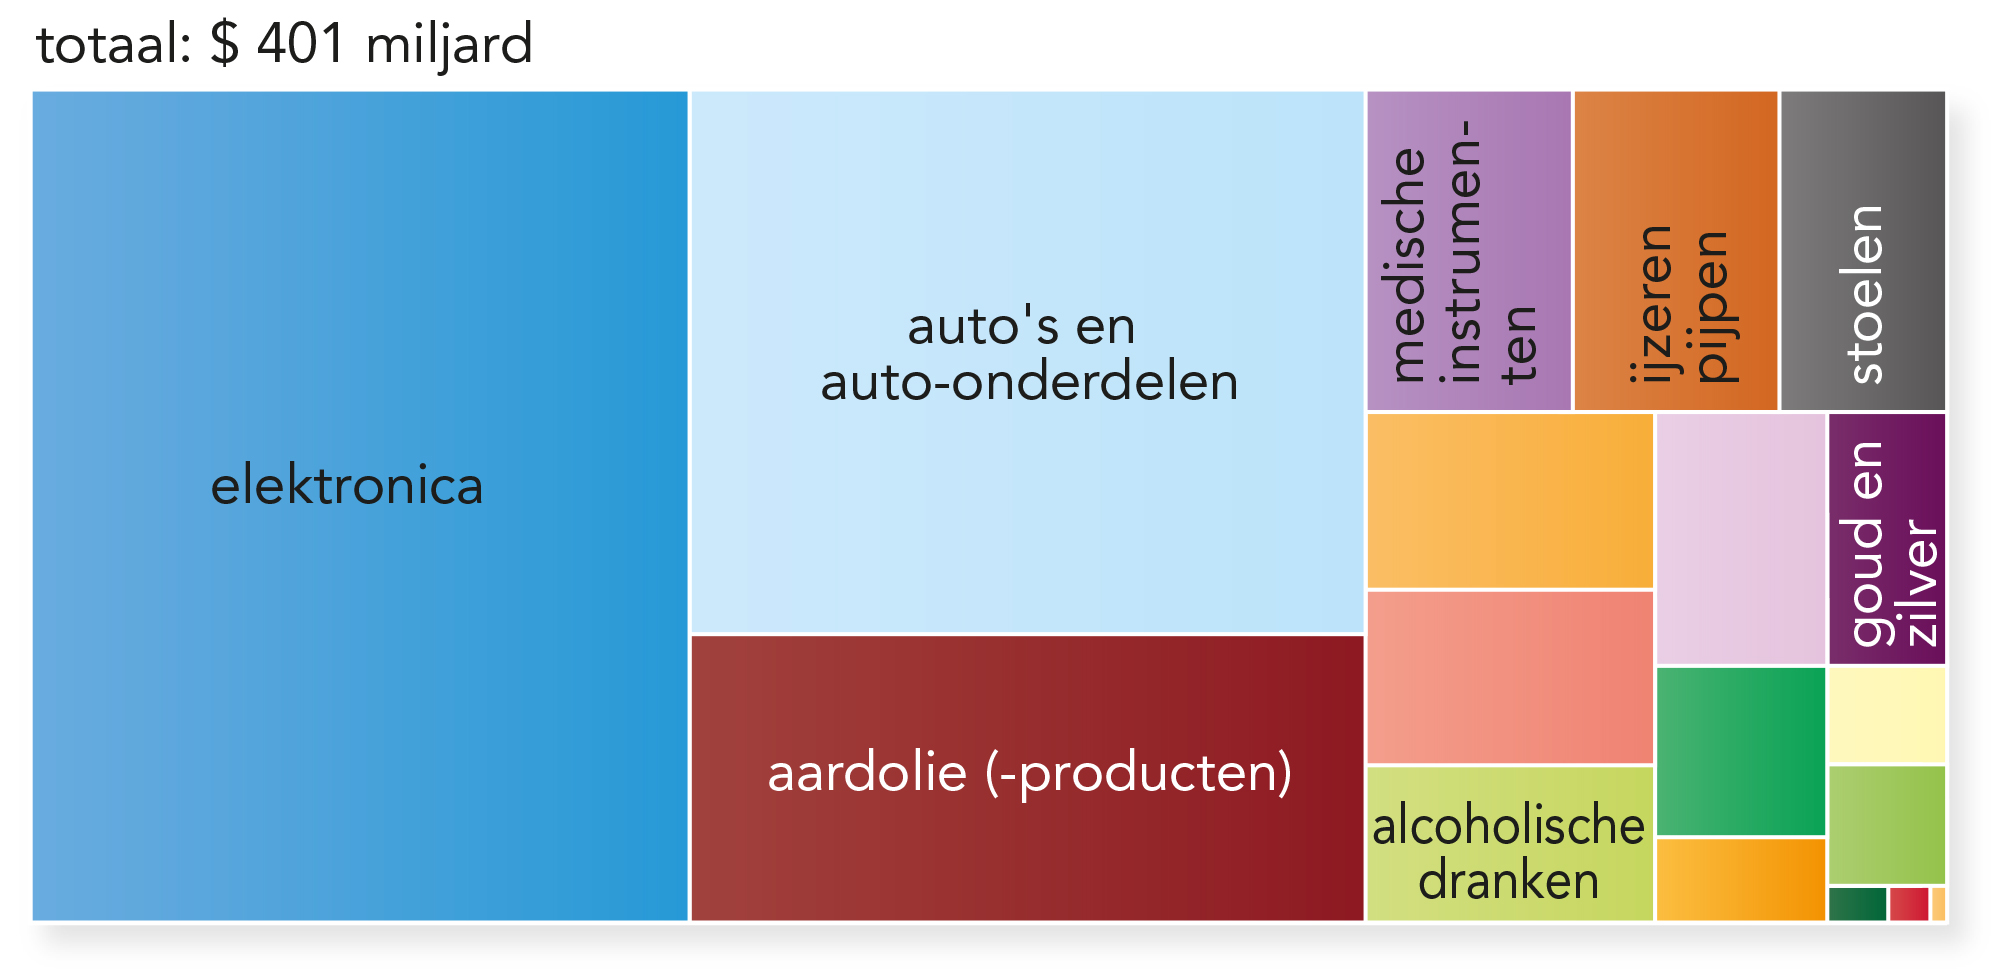 totaal: $ 401 miljard
elektronica
auto's en
auto-onderdelen
aardolie (-producten)
medische
instrumen-
ten
ijzeren
pijpen
stoelen
goud en
zilver
alcoholische
dranken